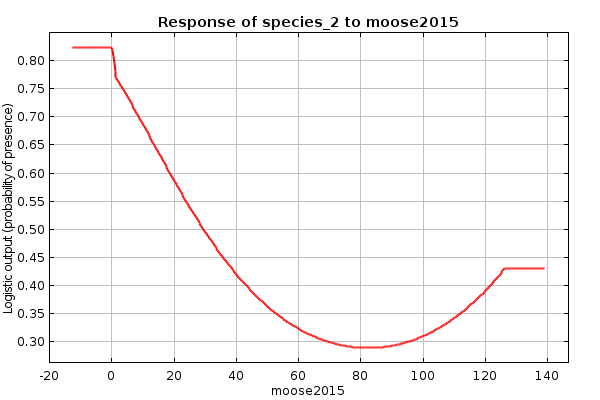 Response of species_2 to moose2015
Logistic output (probability of presence)
0.80
0.75
0.70
0.65
0.60
0.55
0.50
0.45
0.40
0.35
0.30
-20 0 20 40 60 80 100 120 140
moose2015